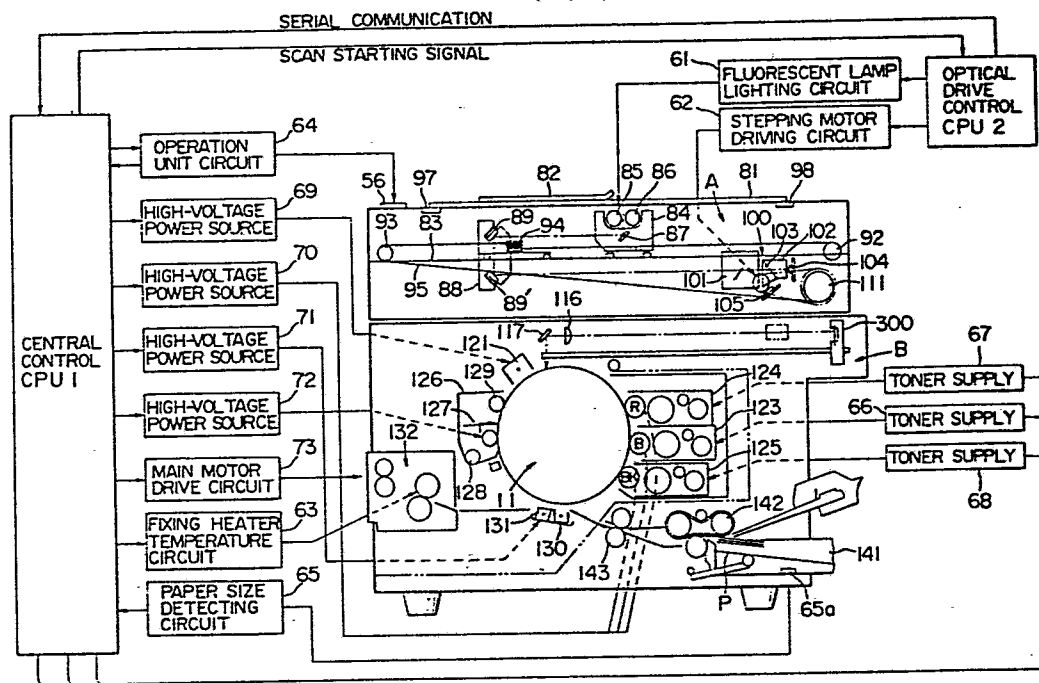 SERIAL COMMUNICATION
SCAN STARTING SIGNAL
61
FLUORESCENT LAMP
LIGHTING CIRCUIT
OPTICAL
DRIVE
CONTROL
CPU 2
62
STEPPING MOTOR
DRIVING CIRCUIT
64
OPERATION
UNIT CIRCUIT
69
HIGH-VOLTAGE
POWER SOURCE
70
HIGH-VOLTAGE
POWER SOURCE
71
HIGH-VOLTAGE
POWER SOURCE
72
HIGH-VOLTAGE
POWER SOURCE
73
MAIN MOTOR
DRIVE CIRCUIT
63
FIXING HEATER
TEMPERATURE
CIRCUIT
65
PAPER SIZE
DETECTING
CIRCUIT
CENTRAL
CONTROL
CPU 1
56 97 82 85 86 81 98
A
93 83 89 94 84 87 100 103 102 92
95 88 89' 101 105 104 111
117 116 300
B
121
126 129 124
127 R 123
132 B 125
128 BK
11
131 130 143 142 141
P 65a
67
TONER SUPPLY
66
TONER SUPPLY
TONER SUPPLY
68